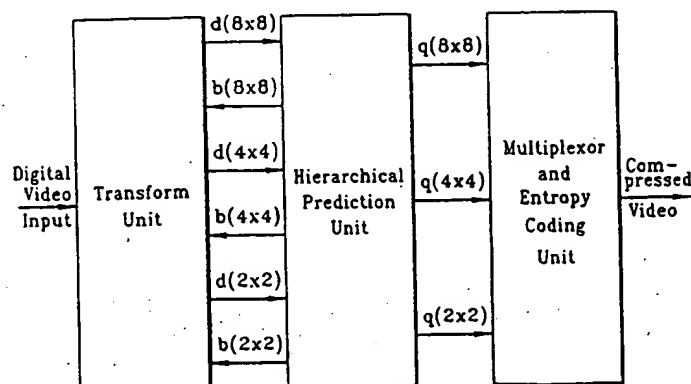 d(8x8)
b(8x8)
d(4x4)
b(4x4)
d(2x2)
b(2x2)
q(8x8)
q(4x4)
q(2x2)
Digital
Video
Input
Transform
Unit
Hierarchical
Prediction
Unit
Multiplexor
and
Entropy
Coding
Unit
Com-
pressed
Video